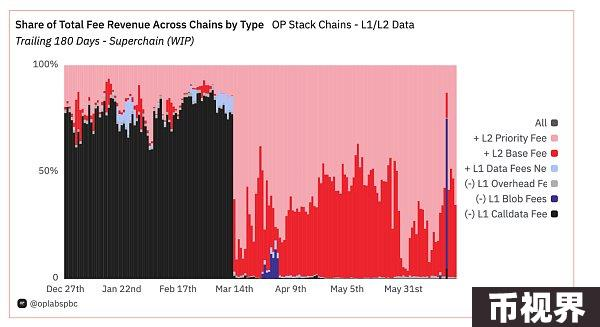 Share of Total Fee Revenue Across Chains by Type OP Stack Chains - L1/L2 Data
Trailing 180 Days - Superchain (WIP)
100%
50%
0
All
+ L2 Priority Fee
+ L2 Base Fee
+ L1 Data Fees Ne
(-) L1 Overhead Fe
(-) L1 Blob Fees
(-) L1 Calldata Fee
Dec 27th Jan 22nd Feb 17th Mar 14th Apr 9th May 5th May 31st
@oplabspbc
币视界